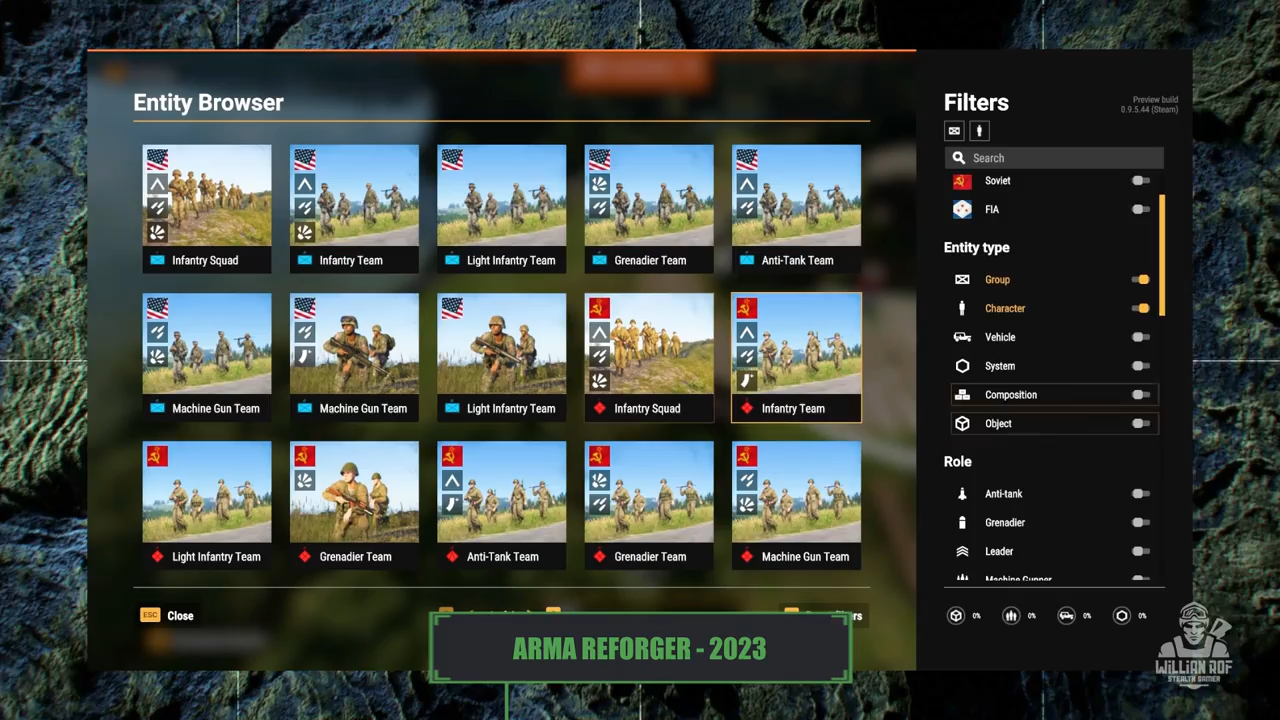 Entity Browser
Infantry Squad
Infantry Team
Light Infantry Team
Grenadier Team
Anti-Tank Team
Machine Gun Team
Machine Gun Team
Light Infantry Team
Infantry Squad
Infantry Team
Light Infantry Team
Grenadier Team
Anti-Tank Team
Grenadier Team
Machine Gun Team
ESC Close
Filters
Preview build
0.9.5.44 (Steam)
Search
Soviet
FIA
Entity type
Group
Character
Vehicle
System
Composition
Object
Role
Anti-tank
Grenadier
Leader
Machine Gunner
0% 0% 0% 0%
ARMA REFORGER - 2023
WiLLiAN ROF
STEALTH GAMER